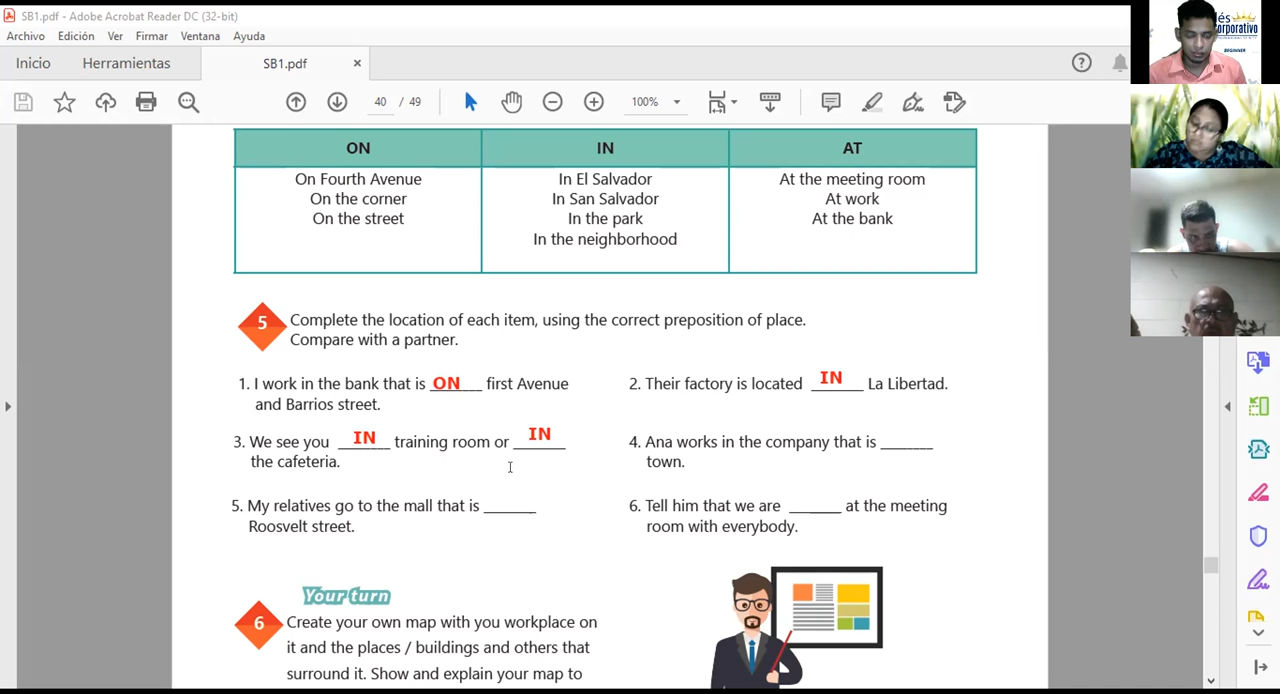 SB1.pdf - Adobe Acrobat Reader DC (32-bit)
Archivo Edición Ver Firmar Ventana Ayuda
Inicio Herramientas SB1.pdf ×
40 / 49 100%
ON IN AT
On Fourth Avenue In El Salvador At the meeting room
On the corner In San Salvador At work
On the street In the park At the bank
In the neighborhood
5 Complete the location of each item, using the correct preposition of place.
Compare with a partner.
1. I work in the bank that is ON first Avenue
and Barrios street.
2. Their factory is located IN La Libertad.
3. We see you IN training room or IN
the cafeteria.
4. Ana works in the company that is ______
town.
5. My relatives go to the mall that is ______
Roosvelt street.
6. Tell him that we are ______ at the meeting
room with everybody.
Your turn
6 Create your own map with you workplace on
it and the places / buildings and others that
surround it. Show and explain your map to
és
orporativo
BEGINNER